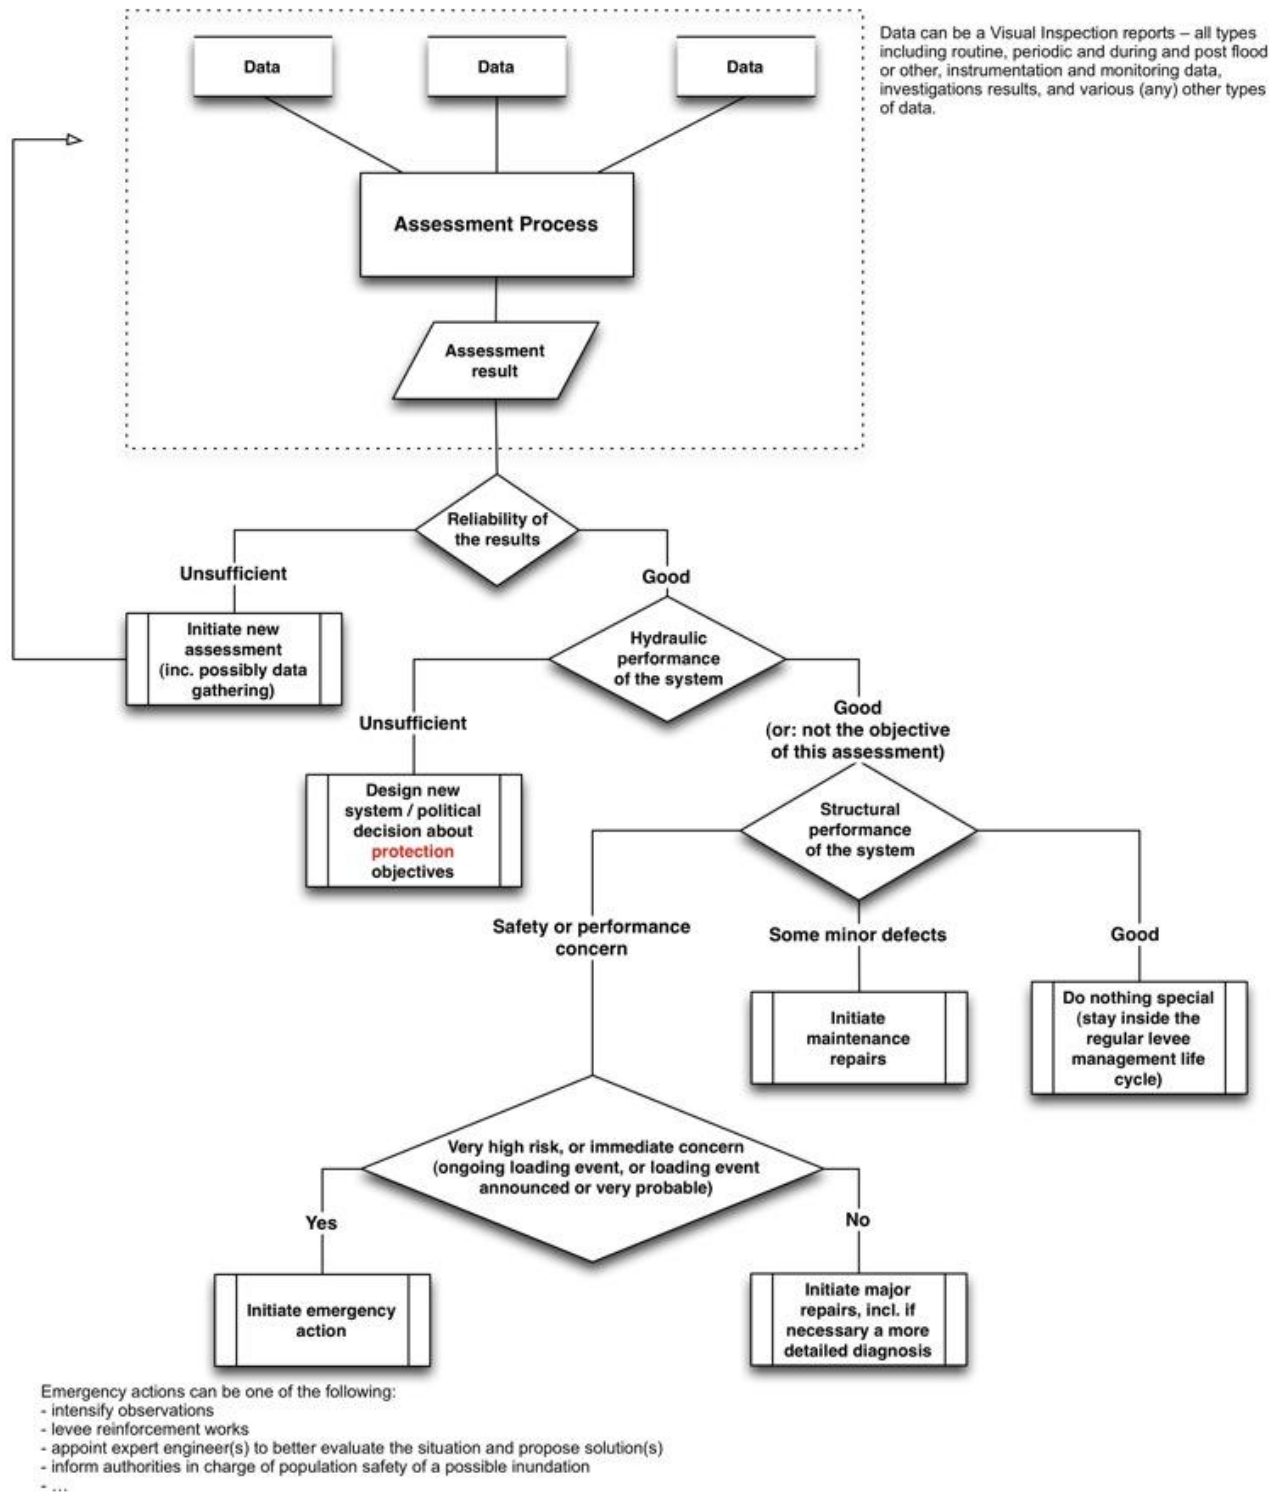 Data can be a Visual Inspection reports – all types
including routine, periodic and during and post flood
or other, instrumentation and monitoring data,
investigations results, and various (any) other types
of data.
Data
Data
Data
Assessment Process
Assessment
result
Reliability of
the results
Unsufficient
Good
Initiate new
assessment
(inc. possibly data
gathering)
Hydraulic
performance
of the system
Unsufficient
Good
(or: not the objective
of this assessment)
Design new
system / political
decision about
protection
objectives
Structural
performance
of the system
Safety or performance
concern
Some minor defects
Good
Initiate
maintenance
repairs
Do nothing special
(stay inside the
regular levee
management life
cycle)
Very high risk, or immediate concern
(ongoing loading event, or loading event
announced or very probable)
Yes
No
Initiate emergency
action
Initiate major
repairs, incl. if
necessary a more
detailed diagnosis
Emergency actions can be one of the following:
- intensify observations
- levee reinforcement works
- appoint expert engineer(s) to better evaluate the situation and propose solution(s)
- inform authorities in charge of population safety of a possible inundation
- ...